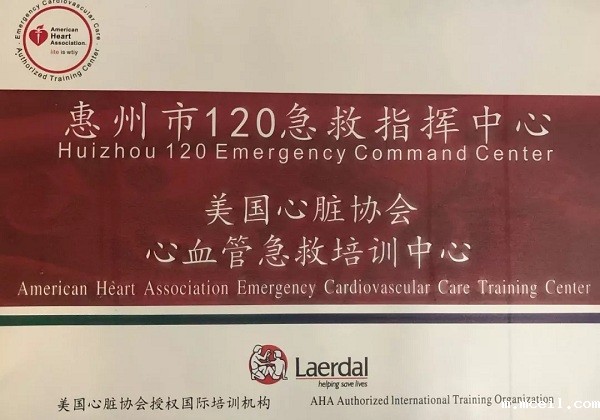 Emergency Cardiovascular Care
American
Heart
Association.
life is why
Authorized Training Center
惠州市120急救指挥中心
Huizhou 120 Emergency Command Center
美国心脏协会
心血管急救培训中心
American Heart Association Emergency Cardiovascular Care Training Center
Laerdal
helping save lives
美国心脏协会授权国际培训机构
AHA Authorized International Training Organization